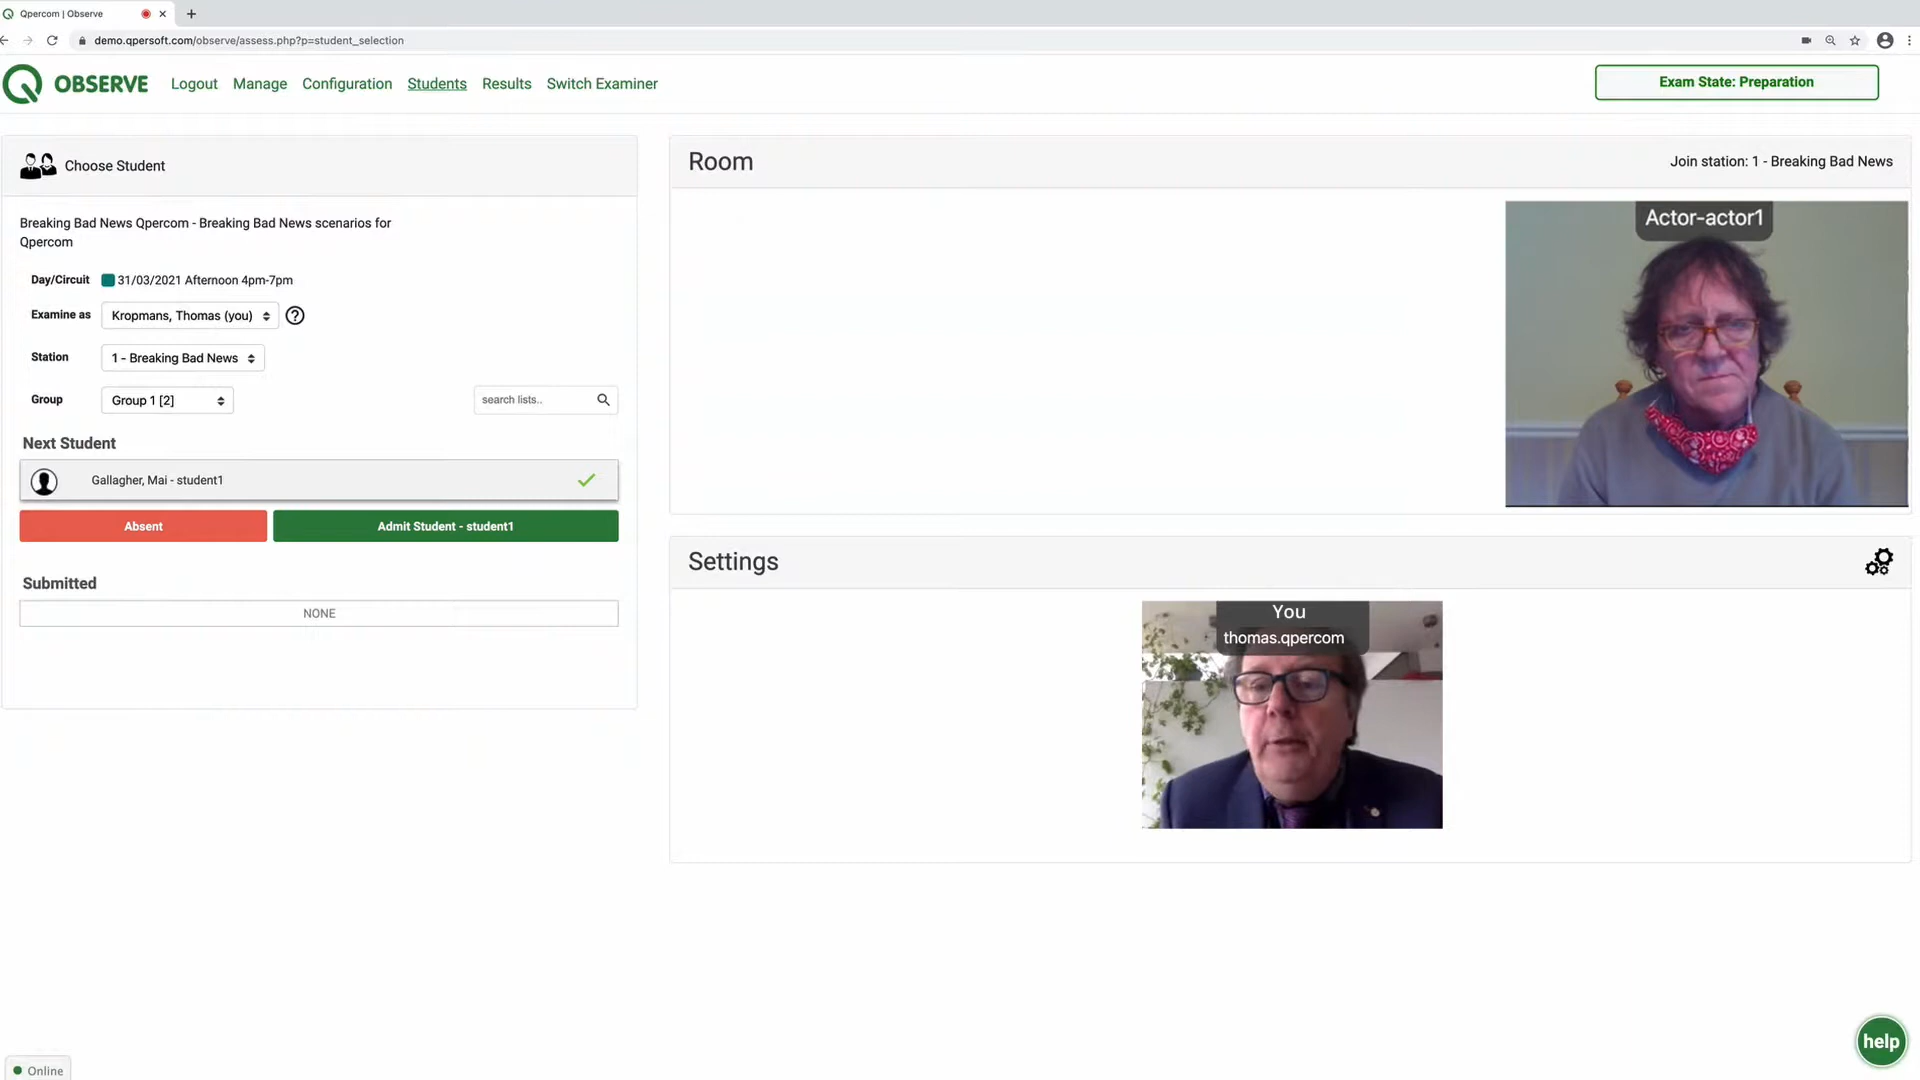 Qpercom | Observe
demo.qpersoft.com/observe/assess.php?p=student_selection
OBSERVE
Logout
Manage
Configuration
Students
Results
Switch Examiner
Exam State: Preparation
Choose Student
Breaking Bad News Qpercom - Breaking Bad News scenarios for
Qpercom
Day/Circuit
31/03/2021 Afternoon 4pm-7pm
Examine as
Kropmans, Thomas (you)
?
Station
1 - Breaking Bad News
Group
Group 1 [2]
search lists..
Next Student
Gallagher, Mai - student1
Absent
Admit Student - student1
Submitted
NONE
Room
Join station: 1 - Breaking Bad News
Actor-actor1
Settings
You
thomas.qpercom
help
Online